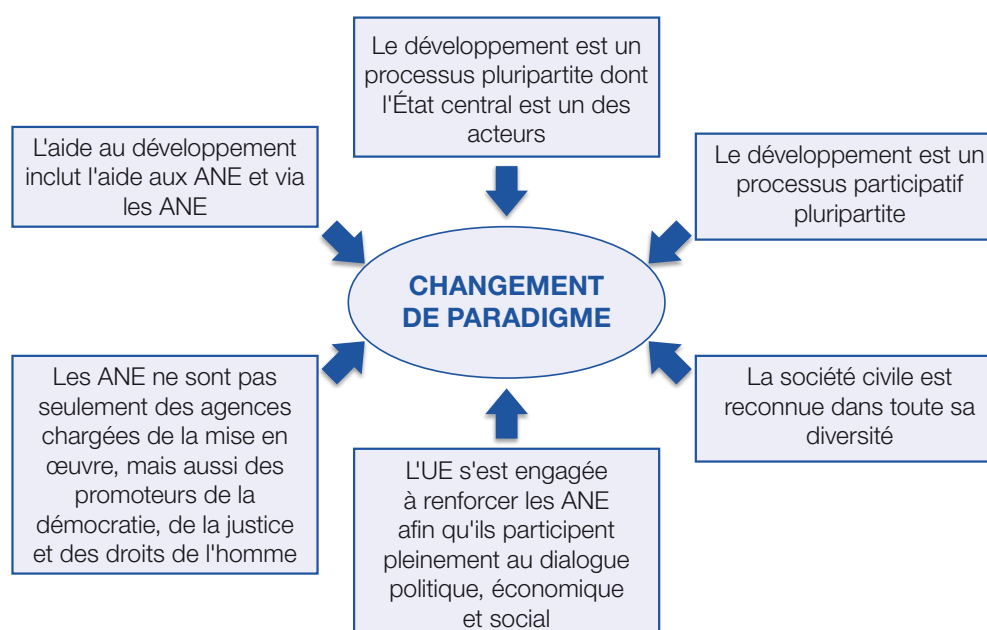 Le développement est un
processus pluripartite dont
l'État central est un des
acteurs
L'aide au développement
inclut l'aide aux ANE et via
les ANE
Le développement est un
processus participatif
pluripartite
CHANGEMENT
DE PARADIGME
Les ANE ne sont pas
seulement des agences
chargées de la mise en
œuvre, mais aussi des
promoteurs de la
démocratie, de la justice
et des droits de l'homme
L'UE s'est engagée
à renforcer les ANE
afin qu'ils participent
pleinement au dialogue
politique, économique
et social
La société civile est
reconnue dans toute sa
diversité